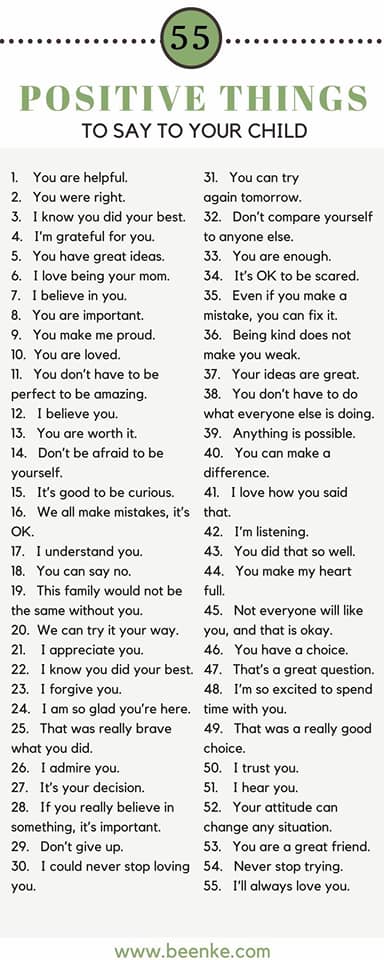 55
POSITIVE THINGS
TO SAY TO YOUR CHILD
1. You are helpful.
2. You were right.
3. I know you did your best.
4. I'm grateful for you.
5. You have great ideas.
6. I love being your mom.
7. I believe in you.
8. You are important.
9. You make me proud.
10. You are loved.
11. You don't have to be
perfect to be amazing.
12. I believe you.
13. You are worth it.
14. Don't be afraid to be
yourself.
15. It's good to be curious.
16. We all make mistakes, it's
OK.
17. I understand you.
18. You can say no.
19. This family would not be
the same without you.
20. We can try it your way.
21. I appreciate you.
22. I know you did your best.
23. I forgive you.
24. I am so glad you're here.
25. That was really brave
what you did.
26. I admire you.
27. It's your decision.
28. If you really believe in
something, it's important.
29. Don't give up.
30. I could never stop loving
you.
31. You can try
again tomorrow.
32. Don't compare yourself
to anyone else.
33. You are enough.
34. It's OK to be scared.
35. Even if you make a
mistake, you can fix it.
36. Being kind does not
make you weak.
37. Your ideas are great.
38. You don't have to do
what everyone else is doing.
39. Anything is possible.
40. You can make a
difference.
41. I love how you said
that.
42. I'm listening.
43. You did that so well.
44. You make my heart
full.
45. Not everyone will like
you, and that is okay.
46. You have a choice.
47. That's a great question.
48. I'm so excited to spend
time with you.
49. That was a really good
choice.
50. I trust you.
51. I hear you.
52. Your attitude can
change any situation.
53. You are a great friend.
54. Never stop trying.
55. I'll always love you.
www.beenke.com